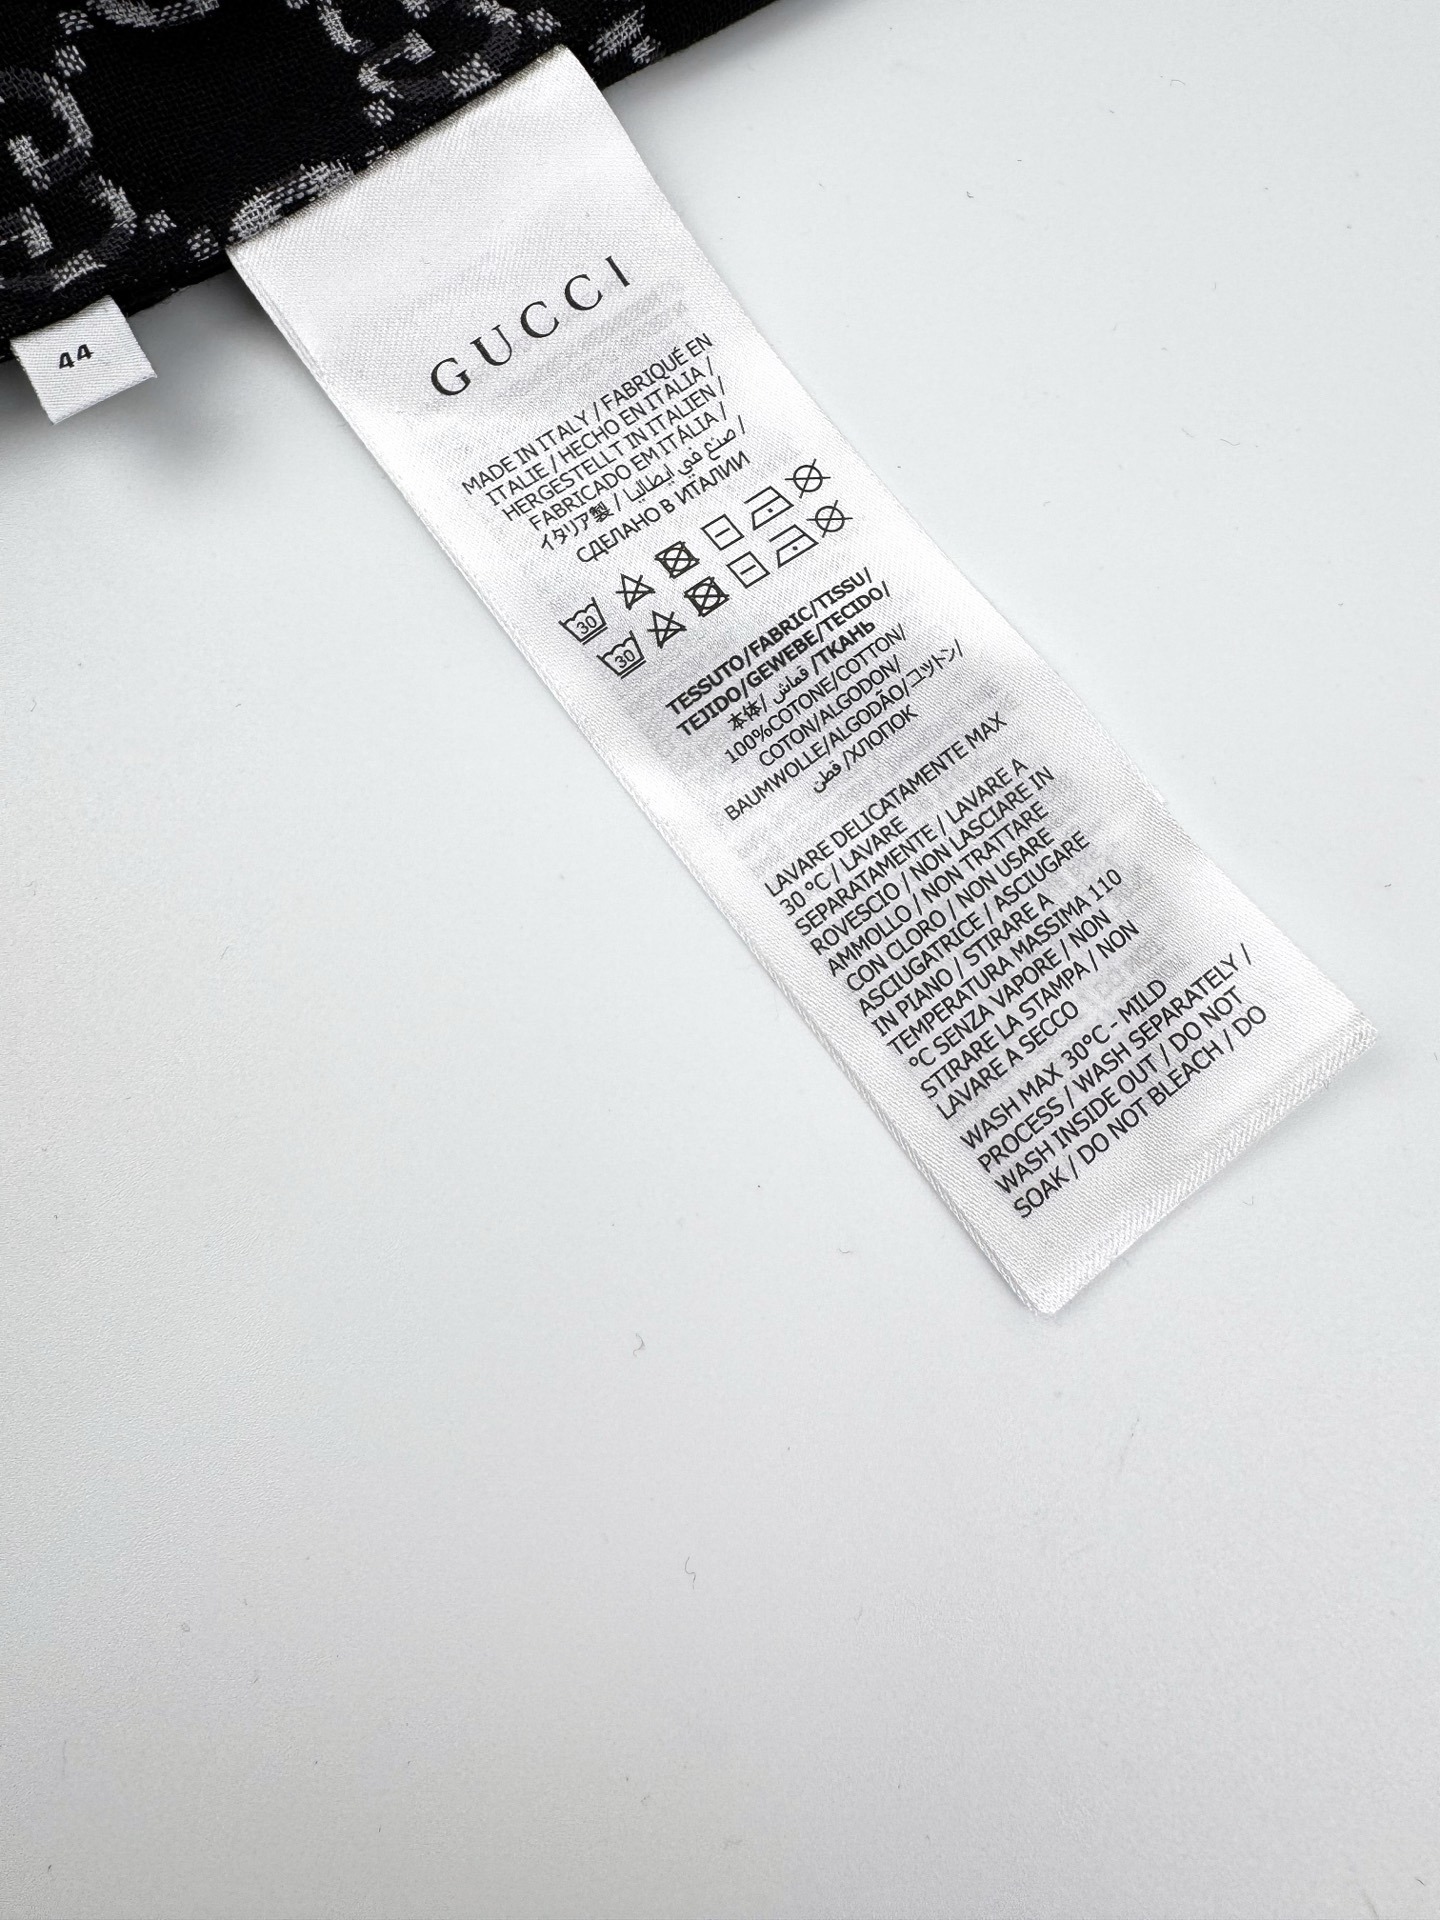 GUCCI
44
MADE IN ITALY / FABRIQUÉ EN
ITALIE / HECHO EN ITALIA /
HERGESTELLT IN ITALIEN /
FABRICADO EM ITÁLIA /
イタリア製 / صنع في ايطاليا /
СДЕЛАНО В ИТАЛИИ
30
30
TESSUTO/FABRIC/TISSU/
TEJIDO/GEWEBE/TECIDO/
本体/ قماش /ТКАНЬ
100%COTONE/COTTON/
COTON/ALGODON/
BAUMWOLLE/ALGODÃO/コットン/
قطن /ХЛОПОК
LAVARE DELICATAMENTE MAX
30 °C / LAVARE
SEPARATAMENTE / LAVARE A
ROVESCIO / NON LASCIARE IN
AMMOLLO / NON TRATTARE
CON CLORO / NON USARE
ASCIUGATRICE / ASCIUGARE
IN PIANO / STIRARE A
TEMPERATURA MASSIMA 110
°C SENZA VAPORE / NON
STIRARE LA STAMPA / NON
LAVARE A SECCO
WASH MAX 30°C - MILD
PROCESS / WASH SEPARATELY /
WASH INSIDE OUT / DO NOT
SOAK / DO NOT BLEACH / DO